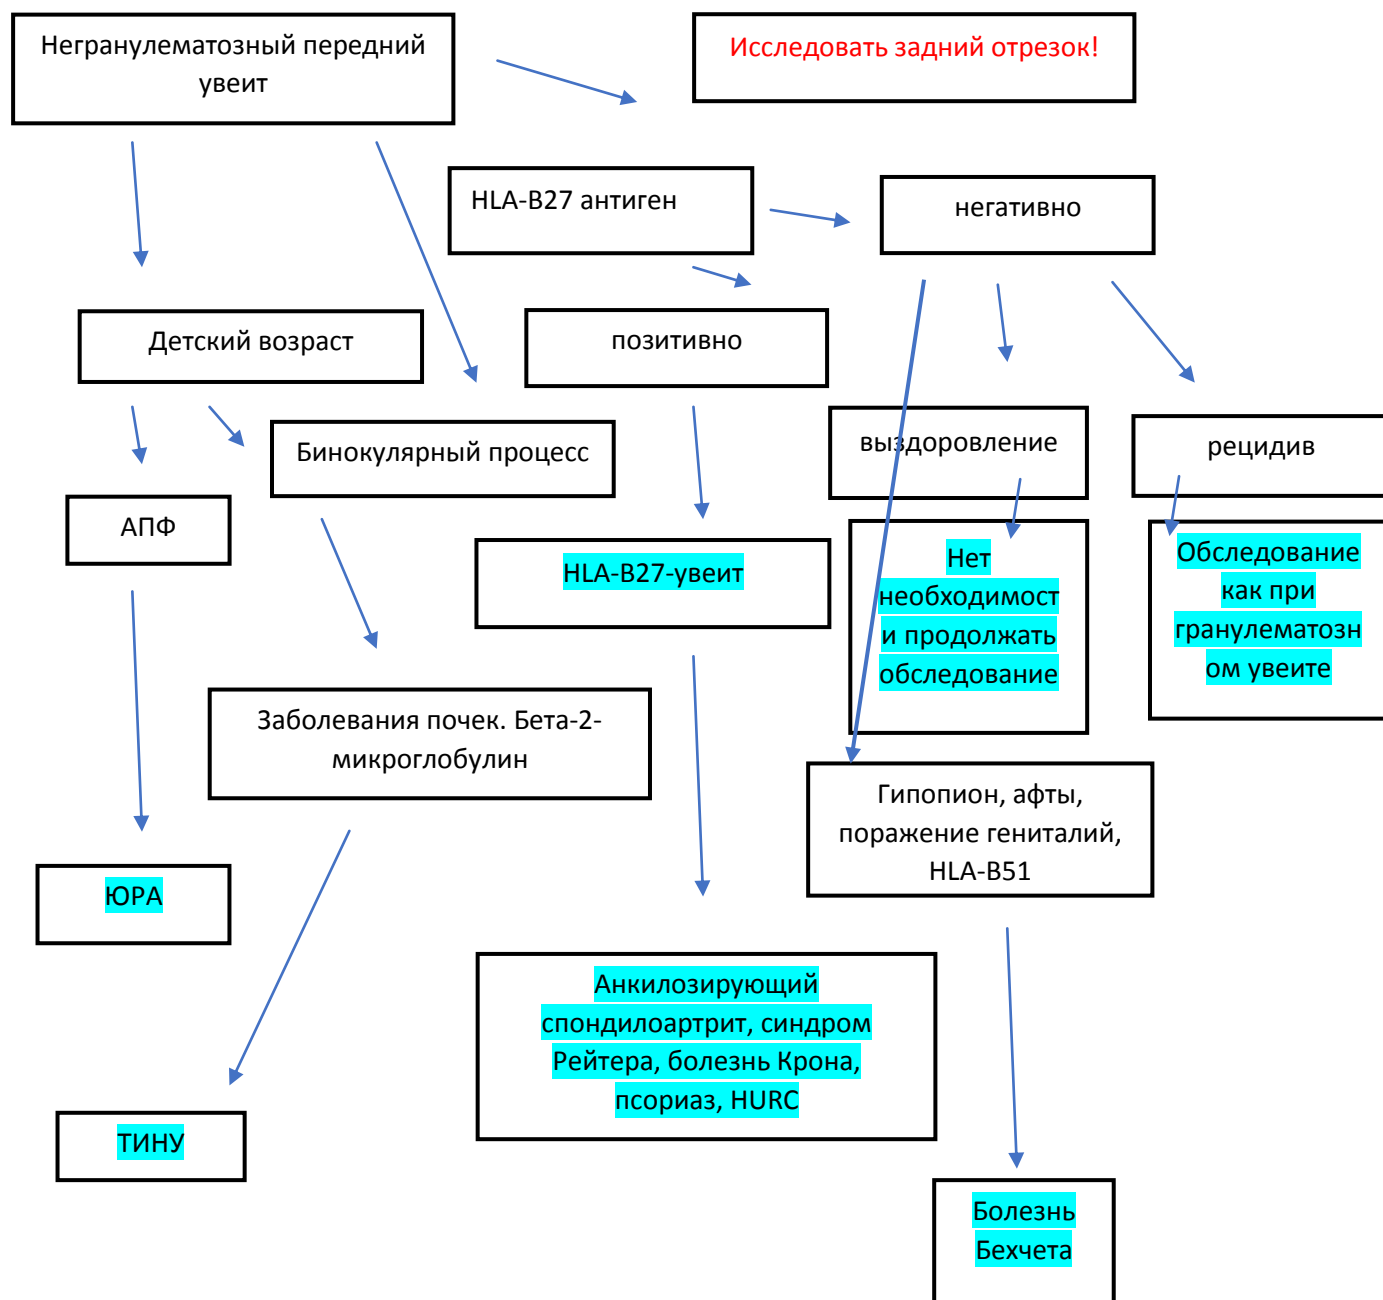 Негранулематозный передний
увеит
Исследовать задний отрезок!
HLA-B27 антиген
негативно
Детский возраст
позитивно
Бинокулярный процесс
выздоровление
рецидив
АПФ
HLA-B27-увеит
Нет
необходимост
и продолжать
обследование
Обследование
как при
гранулематозн
ом увеите
Заболевания почек. Бета-2-
микроглобулин
Гипопион, афты,
поражение гениталий,
HLA-B51
ЮРА
Анкилозирующий
спондилоартрит, синдром
Рейтера, болезнь Крона,
псориаз, HURC
ТИНУ
Болезнь
Бехчета